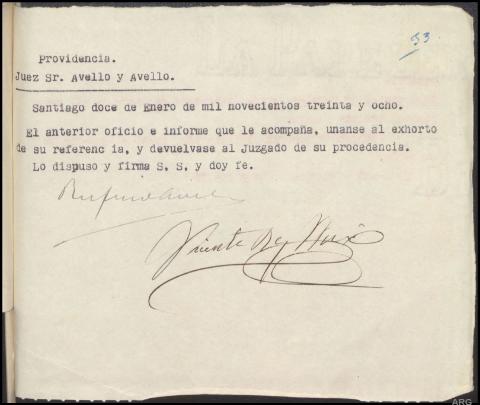 53.
Providencia.
Juez Sr. Avello y Avello.
Santiago doce de Enero de mil novecientos treinta y ocho.
El anterior oficio e informe que le acompaña, unanse al exhorto
de su referenc ia, y devuelvase al Juzgado de su procedencia.
Lo dispuso y firma S. S. y doy fe.
Vicente
ARG